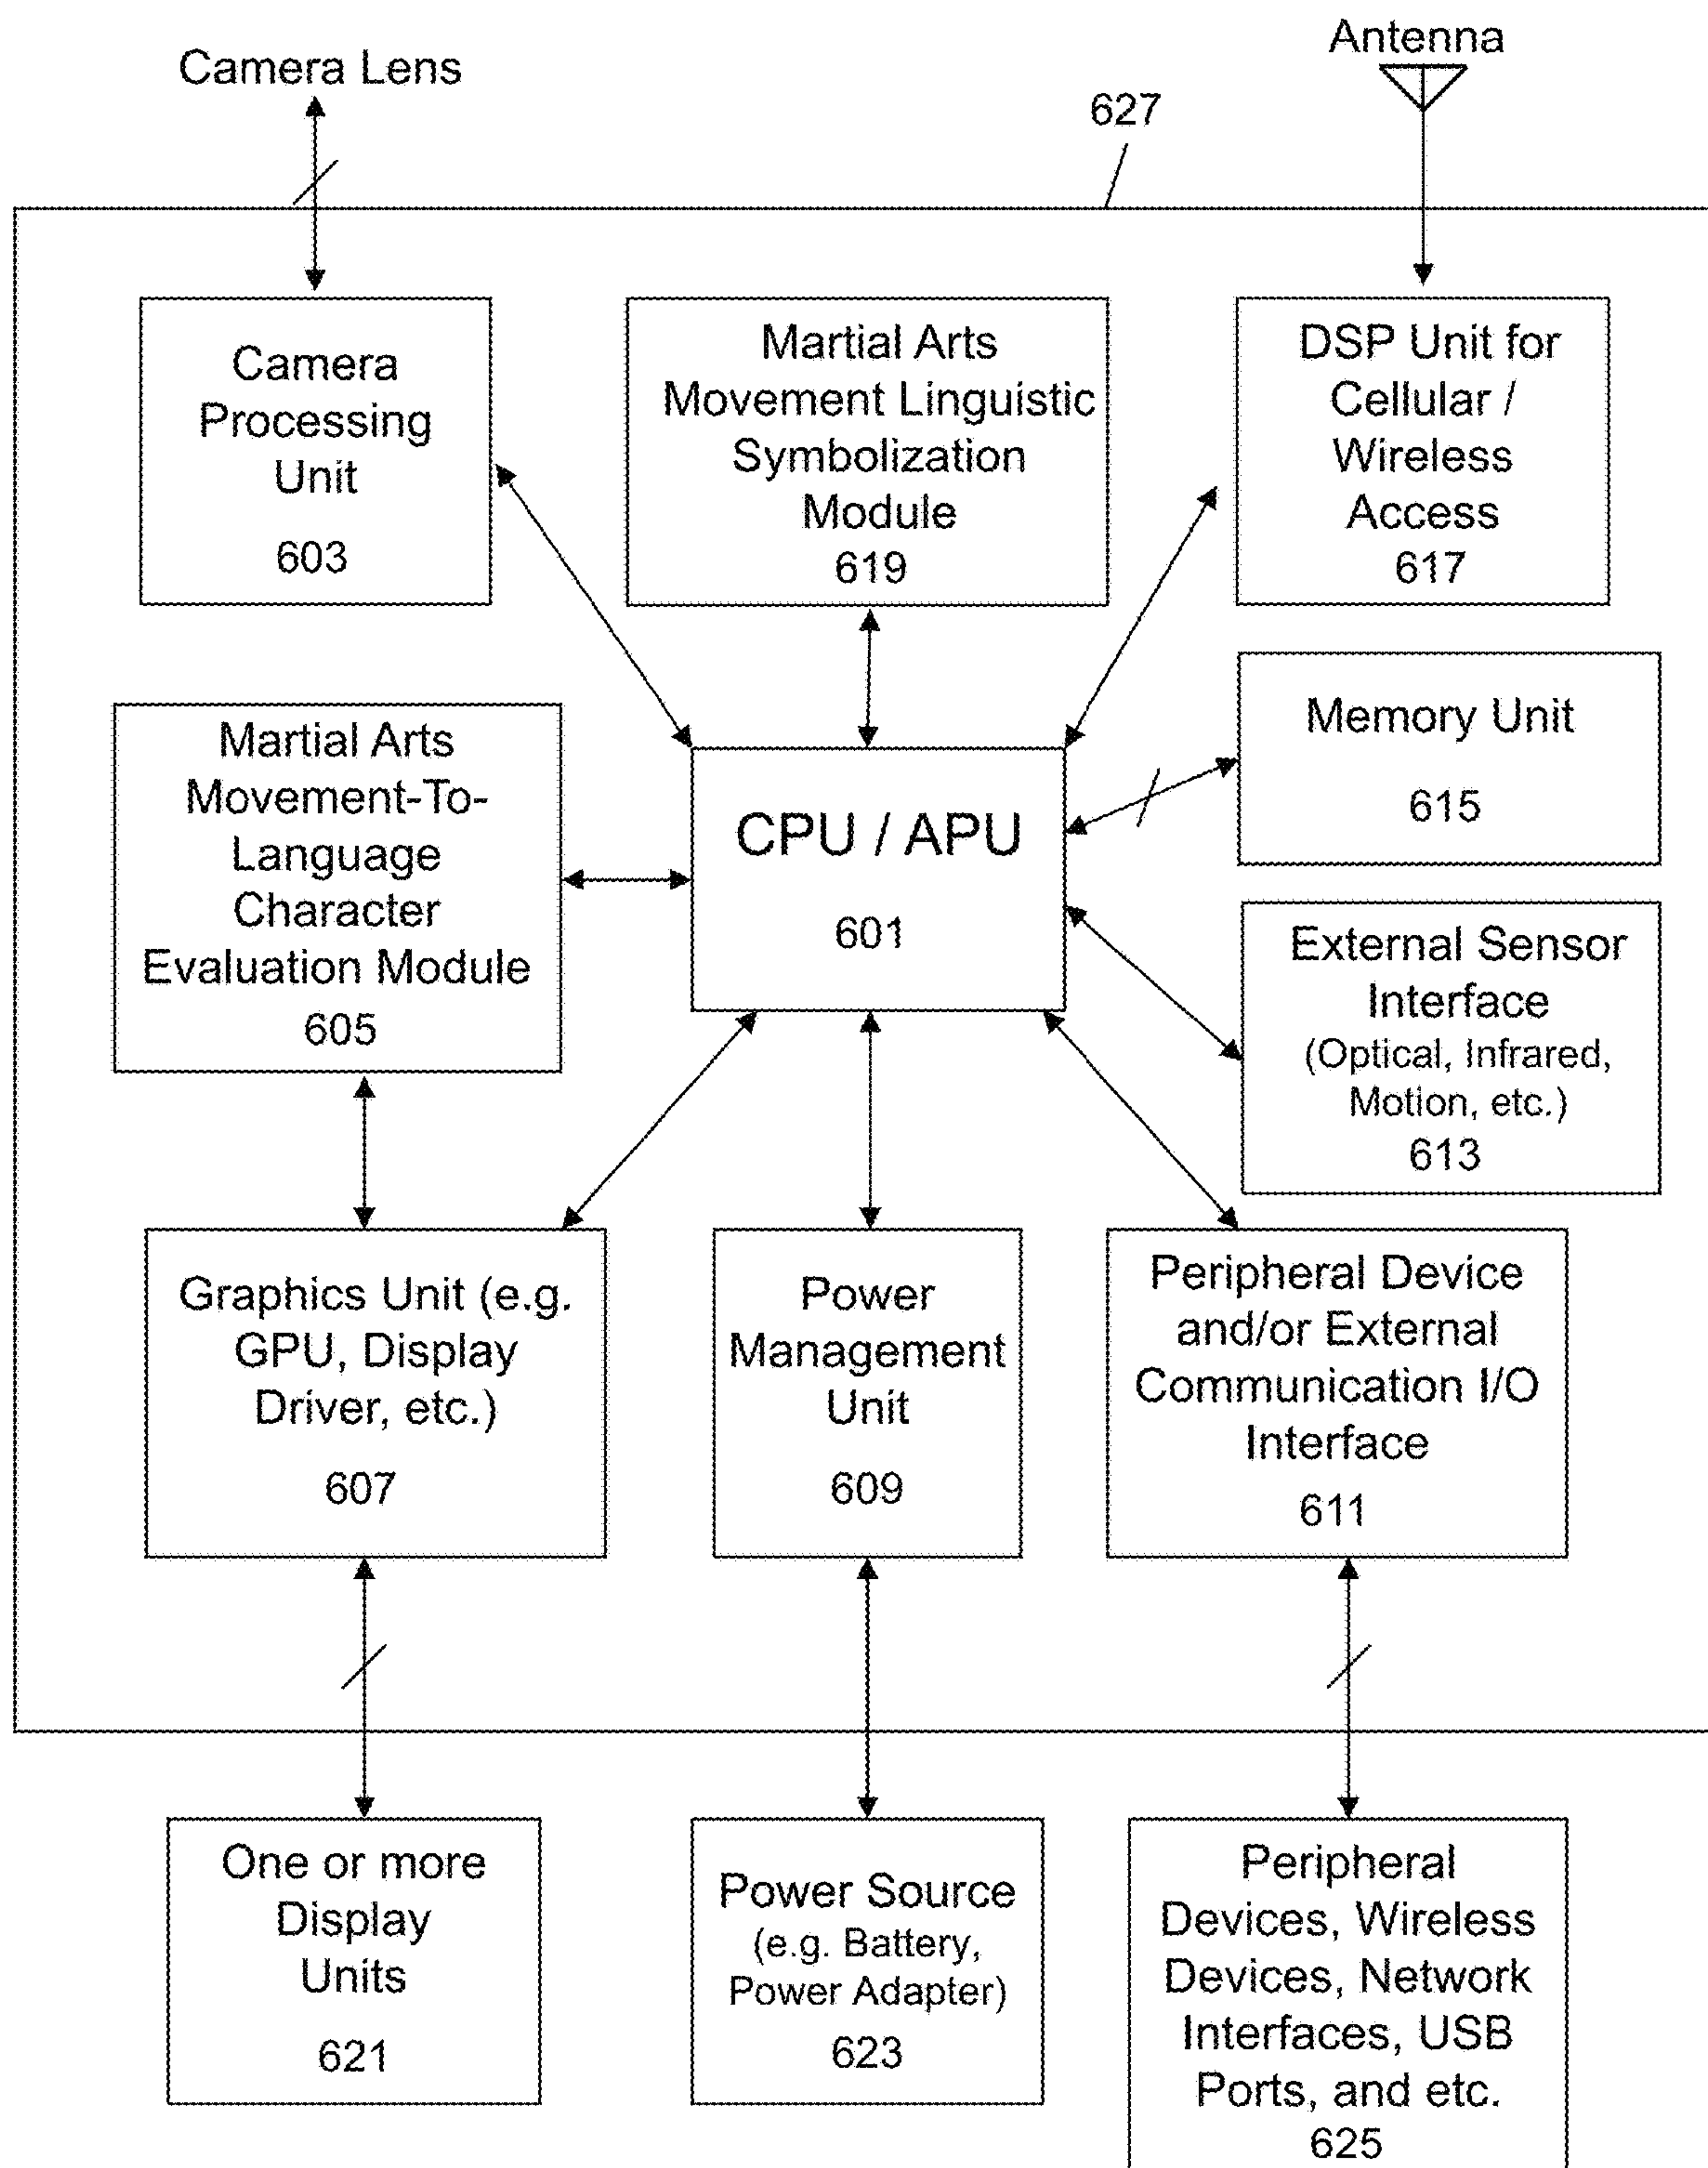 Camera Lens
Antenna
627
Camera
Processing
Unit
603
Martial Arts
Movement Linguistic
Symbolization
Module
619
DSP Unit for
Cellular /
Wireless
Access
617
Martial Arts
Movement-To-
Language
Character
Evaluation Module
605
CPU / APU
601
Memory Unit
615
External Sensor
Interface
(Optical, Infrared,
Motion, etc.)
613
Graphics Unit (e.g.
GPU, Display
Driver, etc.)
607
Power
Management
Unit
609
Peripheral Device
and/or External
Communication I/O
Interface
611
One or more
Display
Units
621
Power Source
(e.g. Battery,
Power Adapter)
623
Peripheral
Devices, Wireless
Devices, Network
Interfaces, USB
Ports, and etc.
625